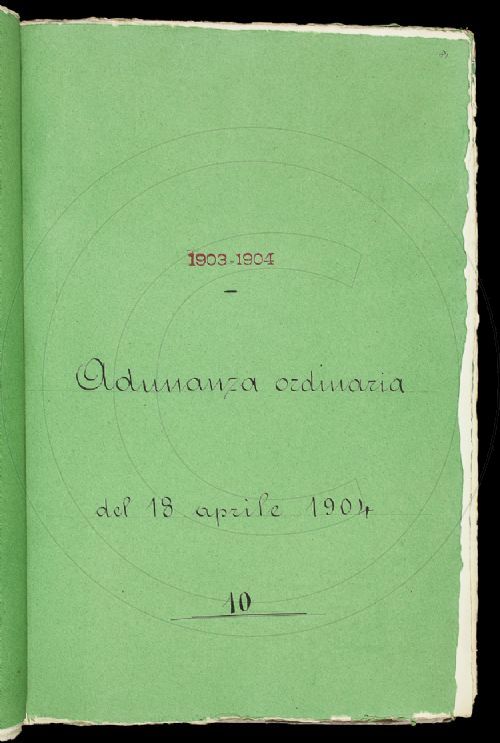 1903-1904
Adunanza ordinaria
del 18 aprile 1904
10